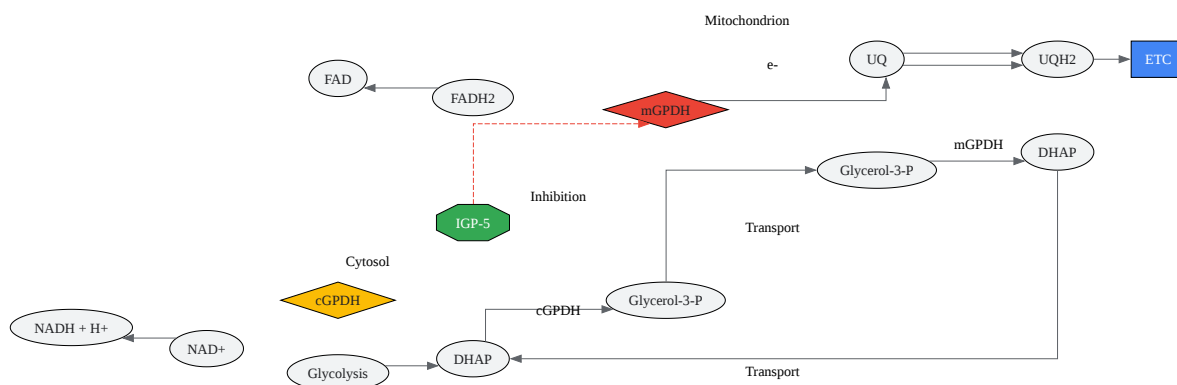 Mitochondrion
e-
UQ
UQH2
ETC
FAD
FADH2
mGPDH
mGPDH
DHAP
Glycerol-3-P
Inhibition
IGP-5
Transport
Cytosol
cGPDH
Glycerol-3-P
cGPDH
NADH + H+
NAD+
DHAP
Glycolysis
Transport